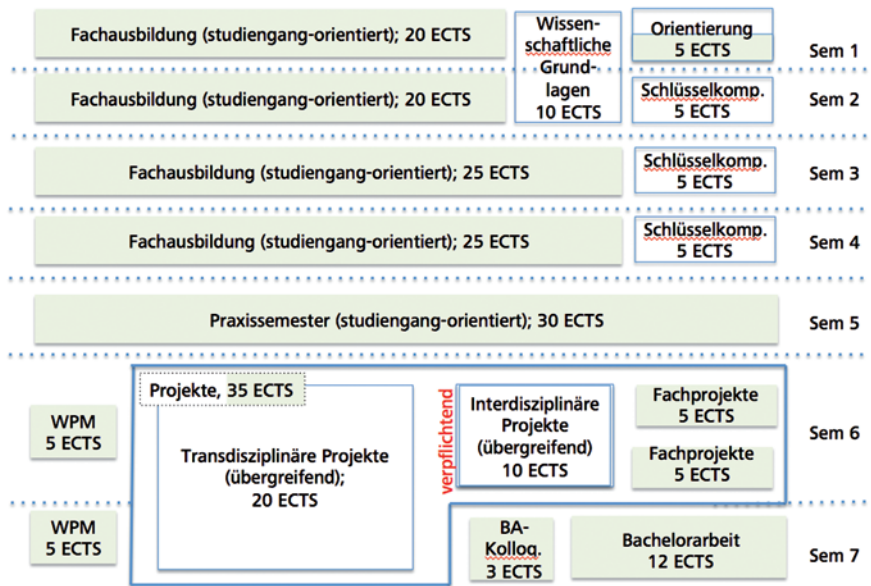 Fachausbildung (studiengang-orientiert); 20 ECTS
Wissen-
schaftliche
Grund-
lagen
10 ECTS
Orientierung
5 ECTS
Sem 1
Fachausbildung (studiengang-orientiert); 20 ECTS
Schlüsselkomp.
5 ECTS
Sem 2
Fachausbildung (studiengang-orientiert); 25 ECTS
Schlüsselkomp.
5 ECTS
Sem 3
Fachausbildung (studiengang-orientiert); 25 ECTS
Schlüsselkomp.
5 ECTS
Sem 4
Praxissemester (studiengang-orientiert); 30 ECTS
Sem 5
WPM
5 ECTS
Projekte, 35 ECTS
Transdisziplinäre Projekte
(übergreifend);
20 ECTS
verpflichtend
Interdisziplinäre
Projekte
(übergreifend)
10 ECTS
Fachprojekte
5 ECTS
Fachprojekte
5 ECTS
Sem 6
WPM
5 ECTS
BA-
Kolloq.
3 ECTS
Bachelorarbeit
12 ECTS
Sem 7